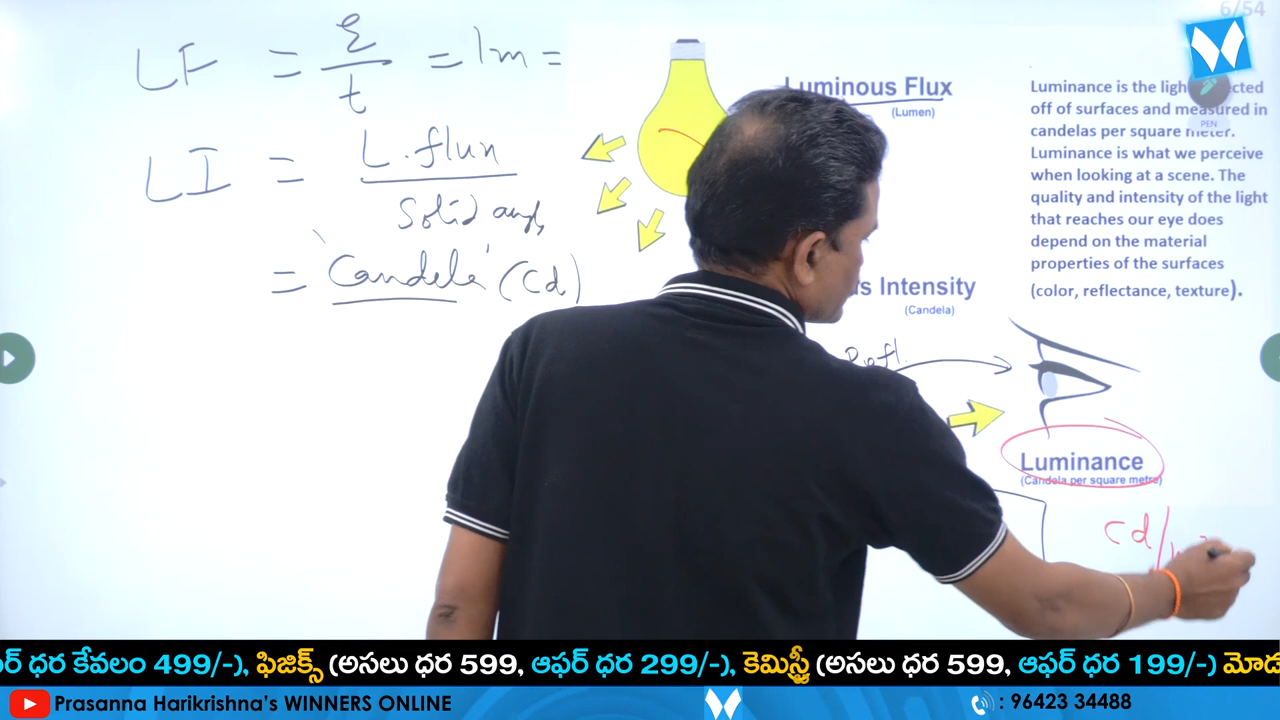 6/54
LF = E/t = lm =
LI = L.flux
Solid angle
= 'Candela' (Cd)
Luminous Flux
(Lumen)
s Intensity
(Candela)
Refl.
Luminance is the light cted
off of surfaces and measured in
candelas per square meter.
Luminance is what we perceive
when looking at a scene. The
quality and intensity of the light
that reaches our eye does
depend on the material
properties of the surfaces
(color, reflectance, texture).
PEN
Luminance
(Candela per square metre)
Cd/
ర్ ధర కేవలం 499/-), ఫిజిక్స్ (అసలు ధర 599, ఆఫర్ ధర 299/-), కెమిస్ట్రీ (అసలు ధర 599, ఆఫర్ ధర 199/-) మోడ
Prasanna Harikrishna's WINNERS ONLINE
: 96423 34488